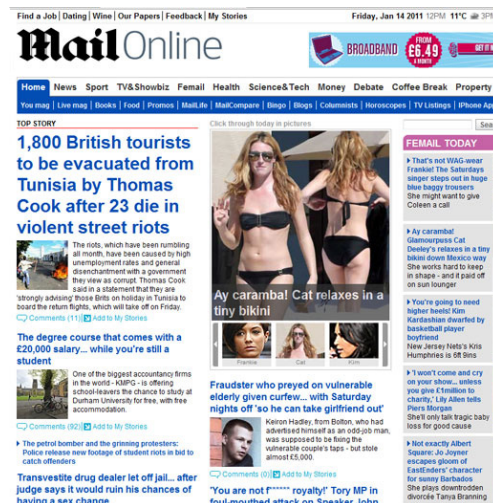 Find a Job | Dating | Wine | Our Papers | Feedback | My Stories
Friday, Jan 14 2011 12PM 11°C 3PM
Mail Online
BROADBAND
FROM
£6.49
A MONTH
GET IT
Home News Sport TV&Showbiz Femail Health Science&Tech Money Debate Coffee Break Property
You mag | Live mag | Books | Food | Promos | MailLife | MailCompare | Bingo | Blogs | Columnists | Horoscopes | TV Listings | iPhone Ap
TOP STORY
1,800 British tourists
to be evacuated from
Tunisia by Thomas
Cook after 23 die in
violent street riots
The riots, which have been rumbling
all month, have been caused by high
unemployment rates and general
disenchantment with a government
they view as corrupt. Thomas Cook
said in a statement that they are
'strongly advising' those Brits on holiday in Tunisia to
board the return flights, which will take off on Friday.
Comments (11) Add to My Stories
The degree course that comes with a
£20,000 salary... while you're still a
student
One of the biggest accountancy firms
in the world - KMPG - is offering
school-leavers the chance to study at
Durham University for free, with free
accommodation.
Comments (92) Add to My Stories
The petrol bomber and the grinning protesters:
Police release new footage of student riots in bid to
catch offenders
Transvestite drug dealer let off jail... after
judge says it would ruin his chances of
having a sex change
Click through today in pictures
Ay caramba! Cat relaxes in a
tiny bikini
Frankie
Cat
Kim
Fraudster who preyed on vulnerable
elderly given curfew... with Saturday
nights off 'so he can take girlfriend out'
Keiron Hadley, from Bolton, who had
advertised himself as an odd-job man,
was supposed to be fixing the
vulnerable couple's taps - but stole
almost £5,000.
Comments (0) Add to My Stories
'You are not f***** royalty!' Tory MP in
foul-mouthed attack on Speaker John
Sea
FEMAIL TODAY
That's not WAG-wear
Frankie! The Saturdays
singer steps out in huge
blue baggy trousers
She might want to give
Coleen a call
Ay caramba!
Glamourpuss Cat
Deeley's relaxes in a tiny
bikini down Mexico way
She works hard to keep
in shape - and it paid off
on sun lounger
You're going to need
higher heels! Kim
Kardashian dwarfed by
basketball player
boyfriend
New Jersey Nets's Kris
Humphries is 6ft 9ins
'I won't come and cry
on your show... unless
you give £1million to
charity,' Lily Allen tells
Piers Morgan
She'll only talk tragic baby
loss for good cause
Not exactly Albert
Square: Jo Joyner
escapes gloom of
EastEnders' character
for sunny Barbados
She plays downtrodden
divorcee Tanya Branning